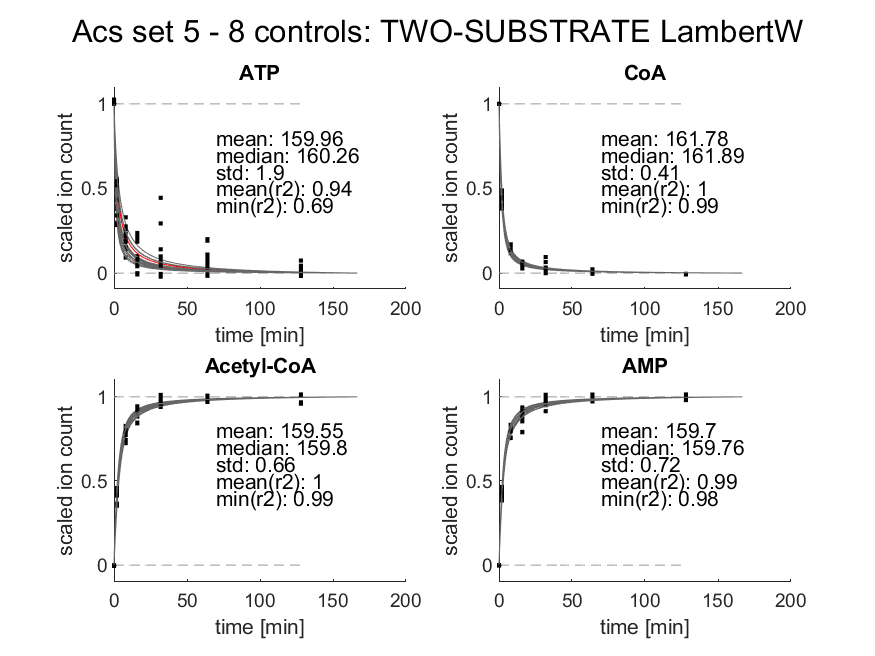 Acs set 5 - 8 controls: TWO-SUBSTRATE LambertW
ATP
scaled ion count
1
0.5
0
mean: 159.96
median: 160.26
std: 1.9
mean(r2): 0.94
min(r2): 0.69
0 50 100 150 200
time [min]
CoA
scaled ion count
1
0.5
0
mean: 161.78
median: 161.89
std: 0.41
mean(r2): 1
min(r2): 0.99
0 50 100 150 200
time [min]
Acetyl-CoA
scaled ion count
1
0.5
0
mean: 159.55
median: 159.8
std: 0.66
mean(r2): 1
min(r2): 0.99
0 50 100 150 200
time [min]
AMP
scaled ion count
1
0.5
0
mean: 159.7
median: 159.76
std: 0.72
mean(r2): 0.99
min(r2): 0.98
0 50 100 150 200
time [min]